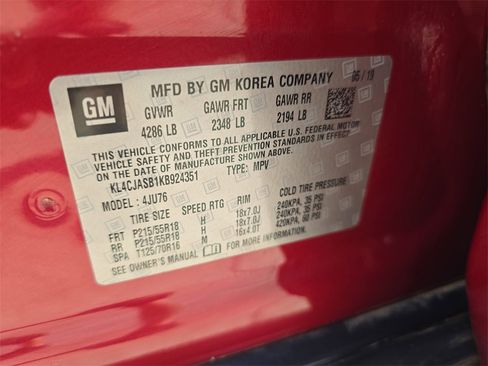 GM
MFD BY GM KOREA COMPANY 06/19
GVWR GAWR FRT GAWR RR
4286 LB 2348 LB 2194 LB
THIS VEHICLE CONFORMS TO ALL APPLICABLE U.S. FEDERAL MOTOR
VEHICLE SAFETY AND THEFT PREVENTION STANDARDS IN EFFECT ON
THE DATE OF MANUFACTURE SHOWN ABOVE.
KL4CJASB1KB924351 TYPE: MPV
MODEL: 4JU76
TIRE SIZE SPEED RTG RIM COLD TIRE PRESSURE
FRT P215/55R18 H 18x7.0J 240KPA, 35 PSI
RR P215/55R18 H 18x7.0J 240KPA, 35 PSI
SPA T125/70R16 M 16x4.0T 420KPA, 60 PSI
SEE OWNER'S MANUAL FOR MORE INFORMATION.